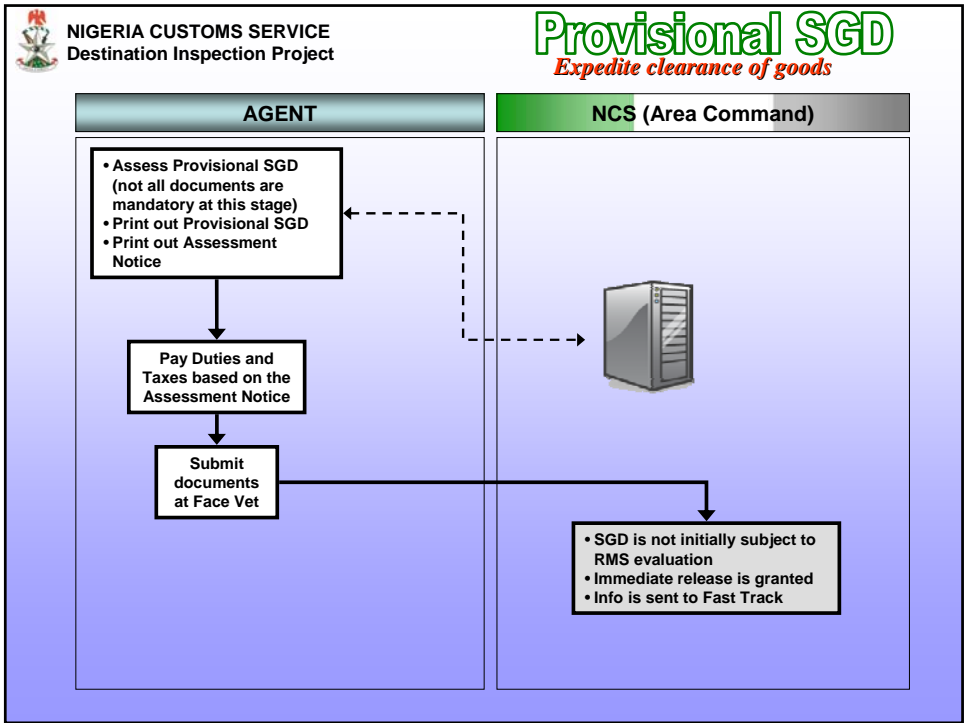 NIGERIA CUSTOMS SERVICE
Destination Inspection Project
Provisional SGD
Expedite clearance of goods
AGENT
NCS (Area Command)
• Assess Provisional SGD
(not all documents are
mandatory at this stage)
• Print out Provisional SGD
• Print out Assessment
Notice
Pay Duties and
Taxes based on the
Assessment Notice
Submit
documents
at Face Vet
• SGD is not initially subject to
RMS evaluation
• Immediate release is granted
• Info is sent to Fast Track